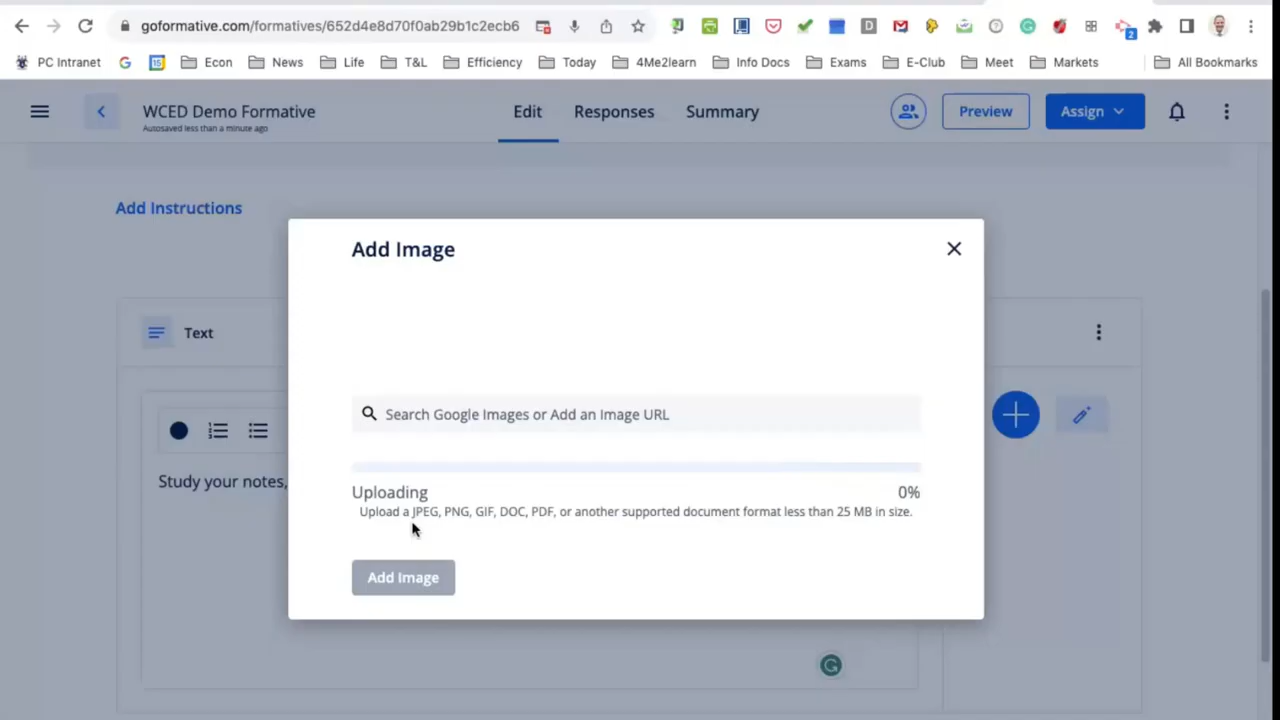 goformative.com/formatives/652d4e8d70f0ab29b1c2ecb6
2
PC Intranet
Econ
News
Life
T&L
Efficiency
Today
4Me2learn
Info Docs
Exams
E-Club
Meet
Markets
All Bookmarks
WCED Demo Formative
Autosaved less than a minute ago
Edit
Responses
Summary
Preview
Assign
Add Instructions
Add Image
Text
Search Google Images or Add an Image URL
Study your notes,
Uploading 0%
Upload a JPEG, PNG, GIF, DOC, PDF, or another supported document format less than 25 MB in size.
Add Image